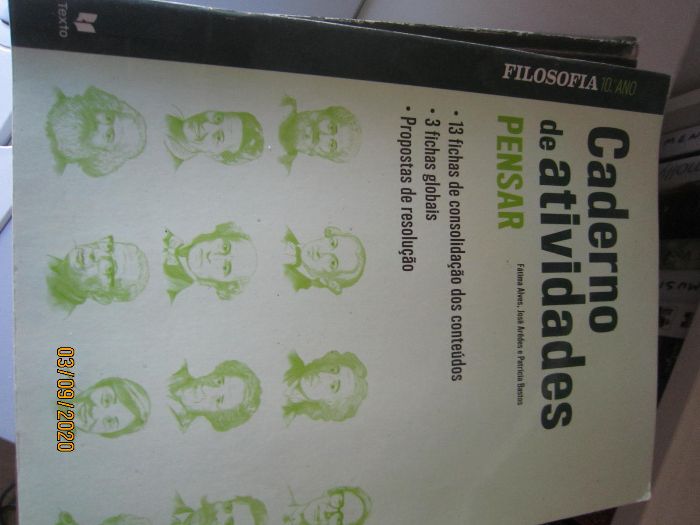 FILOSOFIA 10.º ANO
Caderno
de atividades
PENSAR
Fátima Alves, José Arêdes e Patrícia Bastos
• 13 fichas de consolidação dos conteúdos
• 3 fichas globais
• Propostas de resolução
Texto
03/09/2020